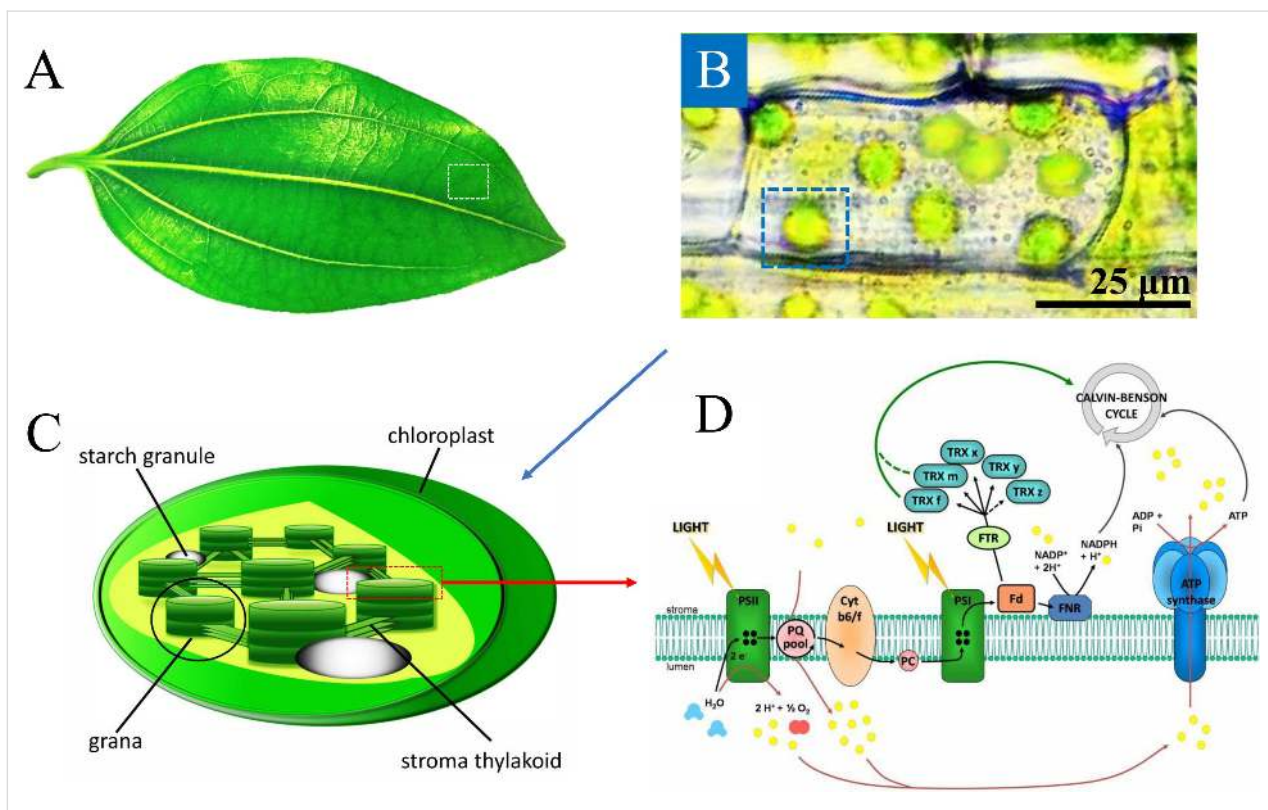 A
B
25 μm
C
chloroplast
starch granule
grana
stroma thylakoid
D
CALVIN-BENSON
CYCLE
TRX x
TRX y
TRX m
TRX z
TRX f
LIGHT
LIGHT
FTR
NADP⁺
+ 2H⁺
NADPH
+ H⁺
ADP +
Pi
ATP
ATP
synthase
PSII
Cyt
b6/f
PSI
Fd
FNR
stroma
PQ
pool
lumen
2 e⁻
PC
H₂O
2 H⁺ + ½ O₂